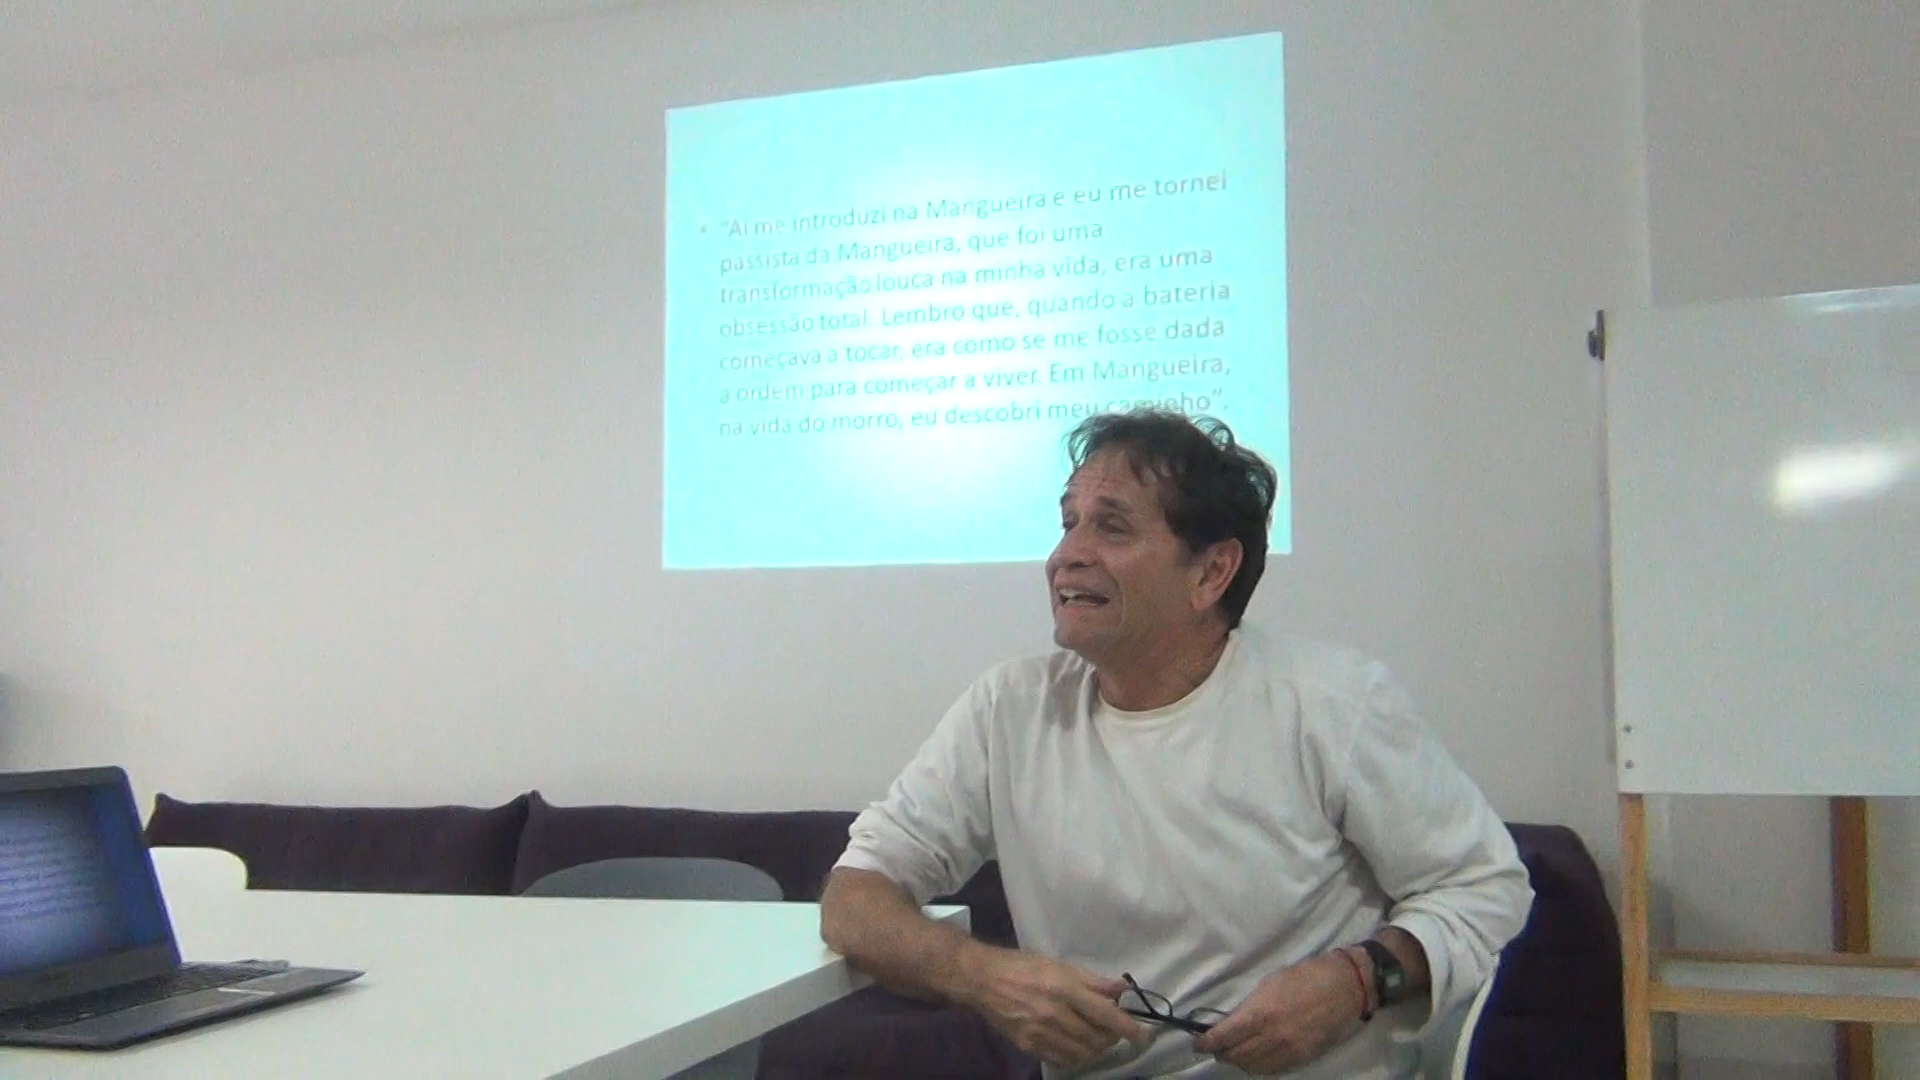 • “Aí me introduzi na Mangueira e eu me tornei
passista da Mangueira, que foi uma
transformação louca na minha vida, era uma
obsessão total. Lembro que, quando a bateria
começava a tocar, era como se me fosse dada
a ordem para começar a viver. Em Mangueira,
na vida do morro, eu descobri meu caminho”.